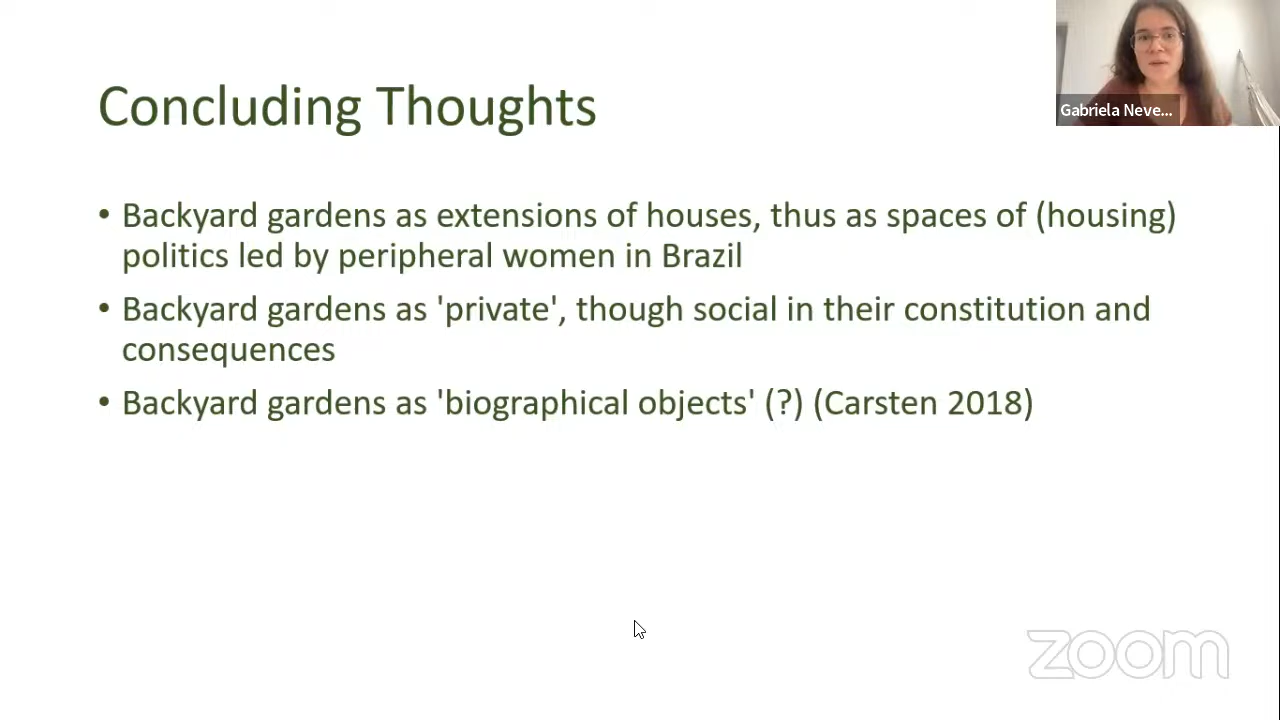 Concluding Thoughts
Gabriela Neve...
• Backyard gardens as extensions of houses, thus as spaces of (housing)
politics led by peripheral women in Brazil
• Backyard gardens as 'private', though social in their constitution and
consequences
• Backyard gardens as 'biographical objects' (?) (Carsten 2018)
zoom